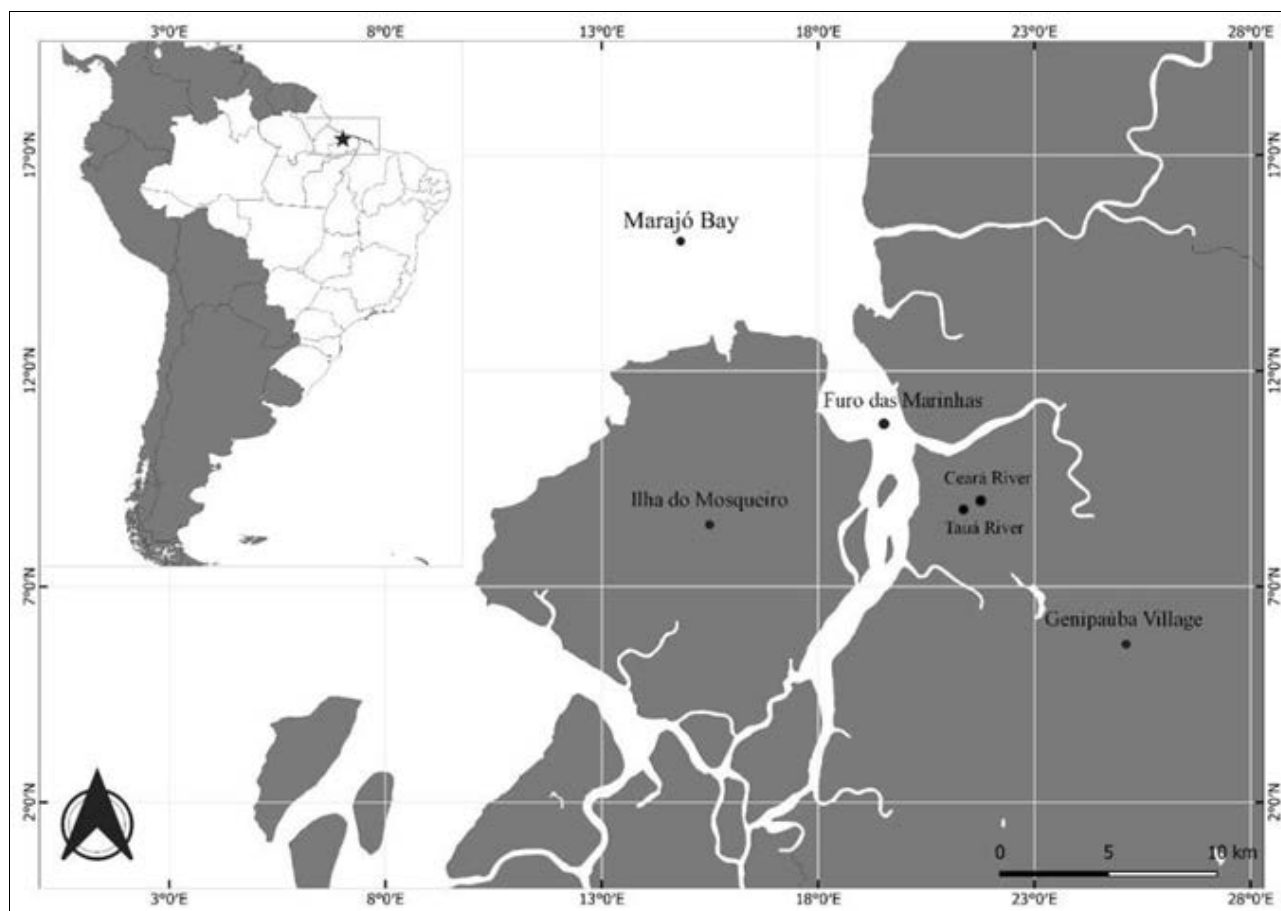 3°0'E 8°0'E 13°0'E 18°0'E 23°0'E 28°0'E
17°0'N 17°0'N
Marajó Bay
12°0'N 12°0'N
Furo das Marinhas
Ceará River
Ilha do Mosqueiro
Tauá River
7°0'N 7°0'N
Genipaúba Village
2°0'N 2°0'N
0 5 10 km
3°0'E 8°0'E 13°0'E 18°0'E 23°0'E 28°0'E